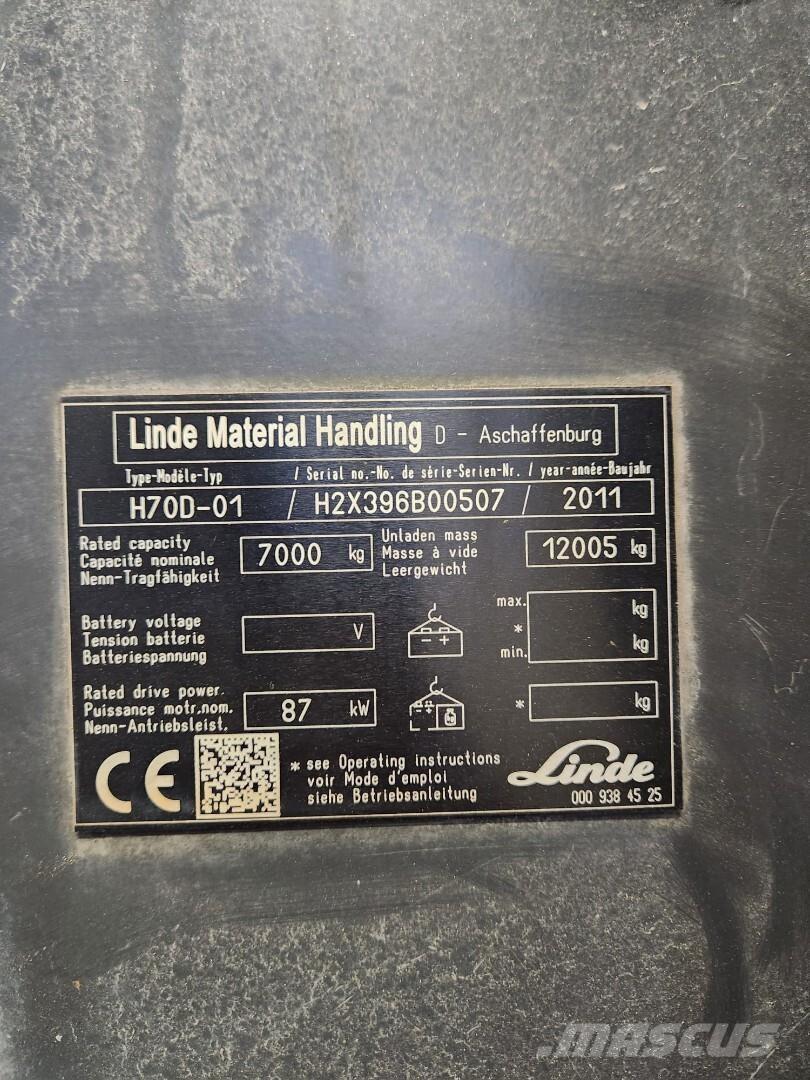 Linde Material Handling D - Aschaffenburg
Type-Modèle-Typ / Serial no.-No. de série-Serien-Nr. / year-année-Baujahr
H70D-01 / H2X396B00507 / 2011
Rated capacity
Capacité nominale
Nenn-Tragfähigkeit
7000 kg
Unladen mass
Masse à vide
Leergewicht
12005 kg
Battery voltage
Tension batterie
Batteriespannung
V
max. kg
*
min. kg
Rated drive power.
Puissance motr.nom.
Nenn-Antriebsleist.
87 kW
* kg
CE
* see Operating instructions
voir Mode d'emploi
siehe Betriebsanleitung
Linde
000 938 45 25
MASCUS